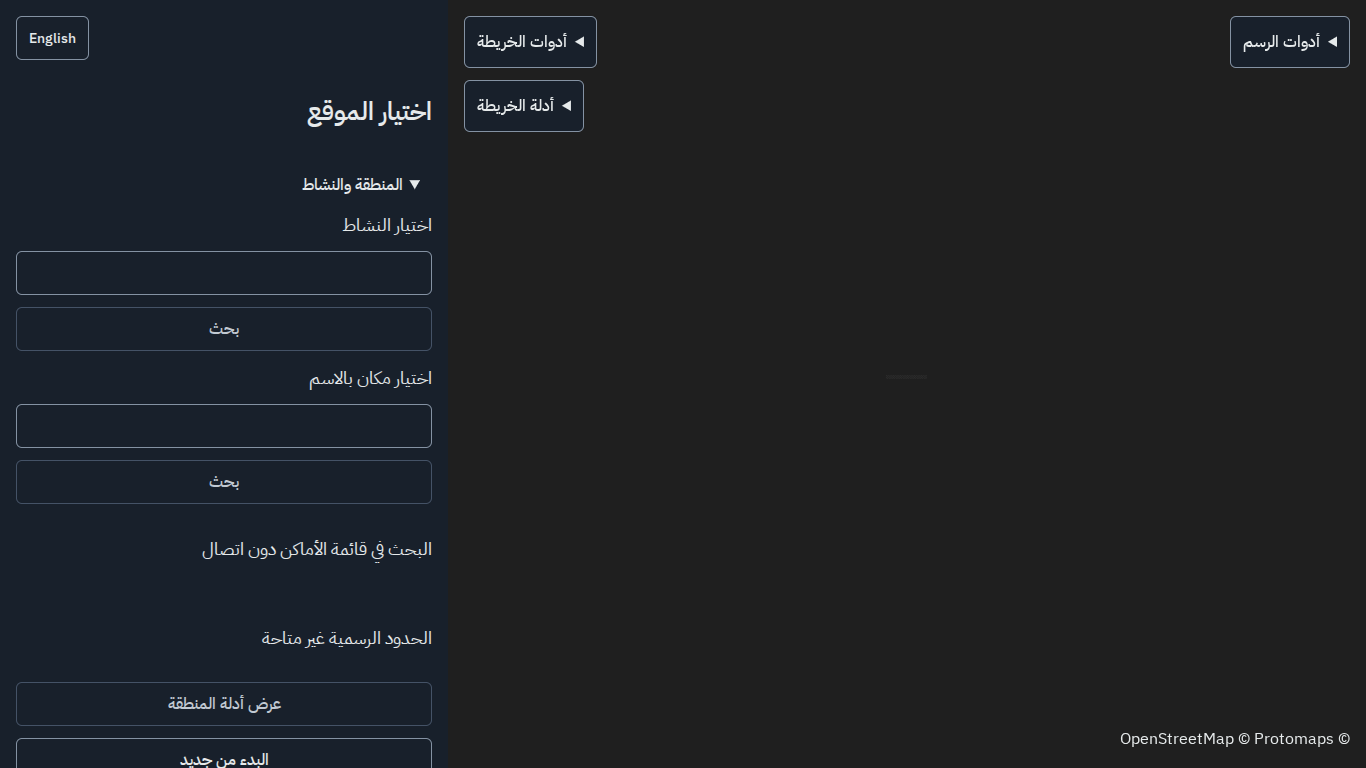 English
اختيار الموقع
▼ المنطقة والنشاط
اختيار النشاط
بحث
اختيار مكان بالاسم
بحث
البحث في قائمة الأماكن دون اتصال
الحدود الرسمية غير متاحة
عرض أدلة المنطقة
البدء من جديد
◀ أدوات الخريطة
◀ أدلة الخريطة
◀ أدوات الرسم
OpenStreetMap © Protomaps ©